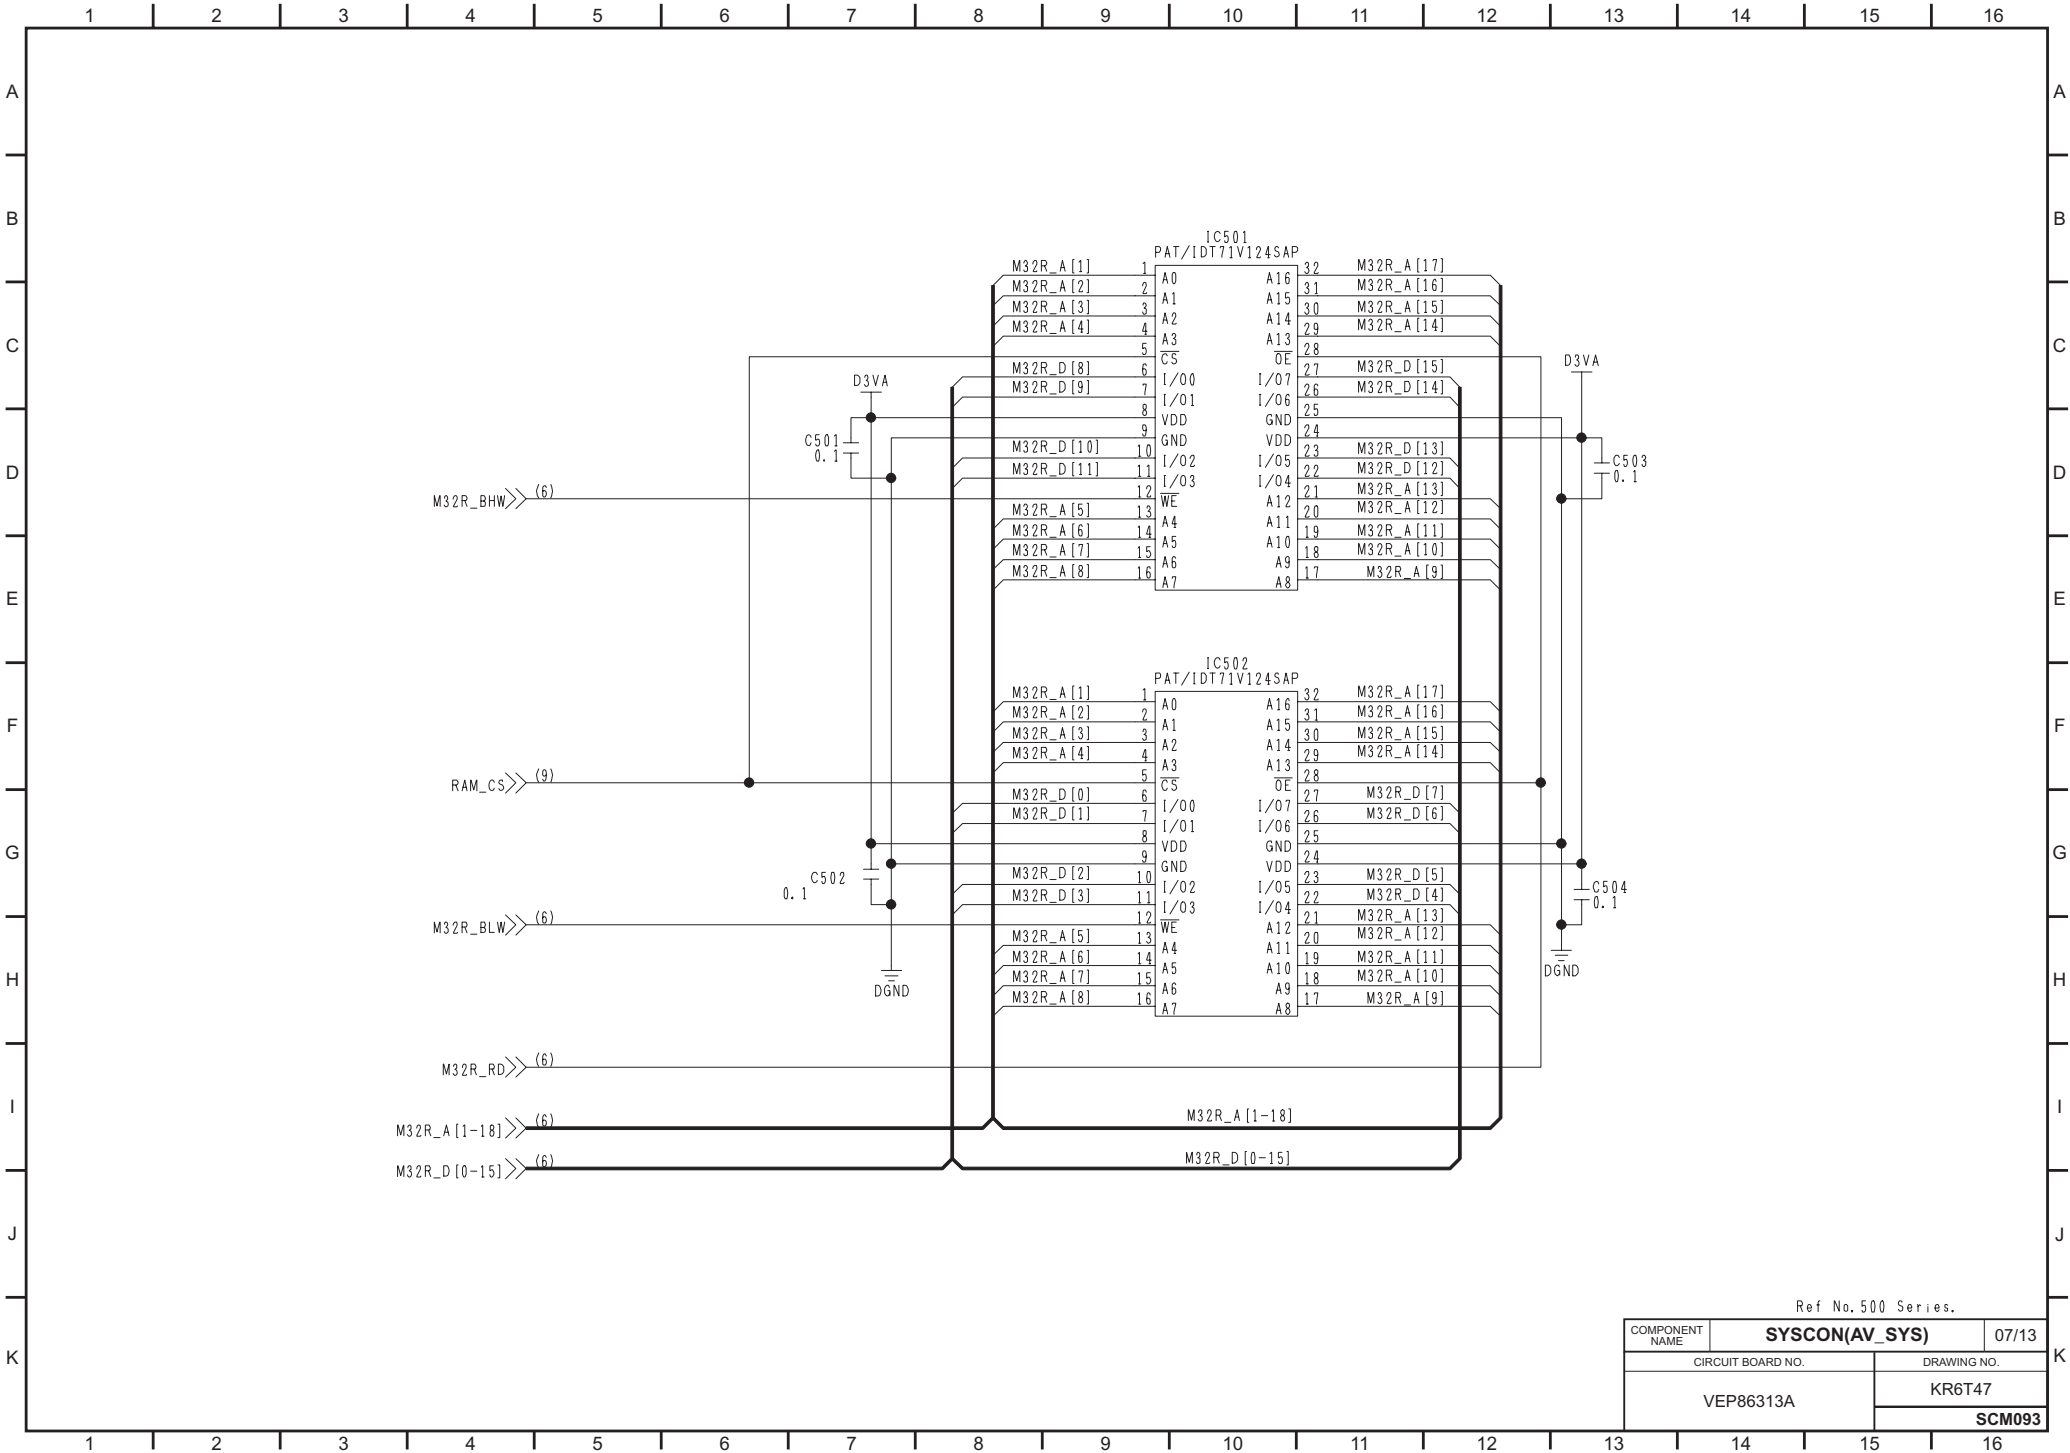 1 2 3 4 5 6 7 8 9 10 11 12 13 14 15 16
A A
B B
C C
D D
E E
F F
G G
H H
I I
J J
K K
IC501
PAT/IDT71V124SAP
M32R_A[1] 1 A0 A16 32 M32R_A[17]
M32R_A[2] 2 A1 A15 31 M32R_A[16]
M32R_A[3] 3 A2 A14 30 M32R_A[15]
M32R_A[4] 4 A3 A13 29 M32R_A[14]
5 CS OE 28
M32R_D[8] 6 I/O0 I/O7 27 M32R_D[15]
M32R_D[9] 7 I/O1 I/O6 26 M32R_D[14]
8 VDD GND 25
9 GND VDD 24
M32R_D[10] 10 I/O2 I/O5 23 M32R_D[13]
M32R_D[11] 11 I/O3 I/O4 22 M32R_D[12]
12 WE A12 21 M32R_A[13]
M32R_A[5] 13 A4 A11 20 M32R_A[12]
M32R_A[6] 14 A5 A10 19 M32R_A[11]
M32R_A[7] 15 A6 A9 18 M32R_A[10]
M32R_A[8] 16 A7 A8 17 M32R_A[9]
D3VA
C501
0.1
D3VA
C503
0.1
M32R_BHW (6)
IC502
PAT/IDT71V124SAP
M32R_A[1] 1 A0 A16 32 M32R_A[17]
M32R_A[2] 2 A1 A15 31 M32R_A[16]
M32R_A[3] 3 A2 A14 30 M32R_A[15]
M32R_A[4] 4 A3 A13 29 M32R_A[14]
RAM_CS (9)
5 CS OE 28
M32R_D[0] 6 I/O0 I/O7 27 M32R_D[7]
M32R_D[1] 7 I/O1 I/O6 26 M32R_D[6]
8 VDD GND 25
9 GND VDD 24
M32R_D[2] 10 I/O2 I/O5 23 M32R_D[5]
M32R_D[3] 11 I/O3 I/O4 22 M32R_D[4]
12 WE A12 21 M32R_A[13]
M32R_A[5] 13 A4 A11 20 M32R_A[12]
M32R_A[6] 14 A5 A10 19 M32R_A[11]
M32R_A[7] 15 A6 A9 18 M32R_A[10]
M32R_A[8] 16 A7 A8 17 M32R_A[9]
C502
0.1
C504
0.1
M32R_BLW (6)
DGND
DGND
M32R_RD (6)
M32R_A[1-18] (6)
M32R_A[1-18]
M32R_D[0-15] (6)
M32R_D[0-15]
Ref No.500 Series.
COMPONENT NAME
SYSCON(AV_SYS)
07/13
CIRCUIT BOARD NO.
DRAWING NO.
VEP86313A
KR6T47
SCM093
1 2 3 4 5 6 7 8 9 10 11 12 13 14 15 16